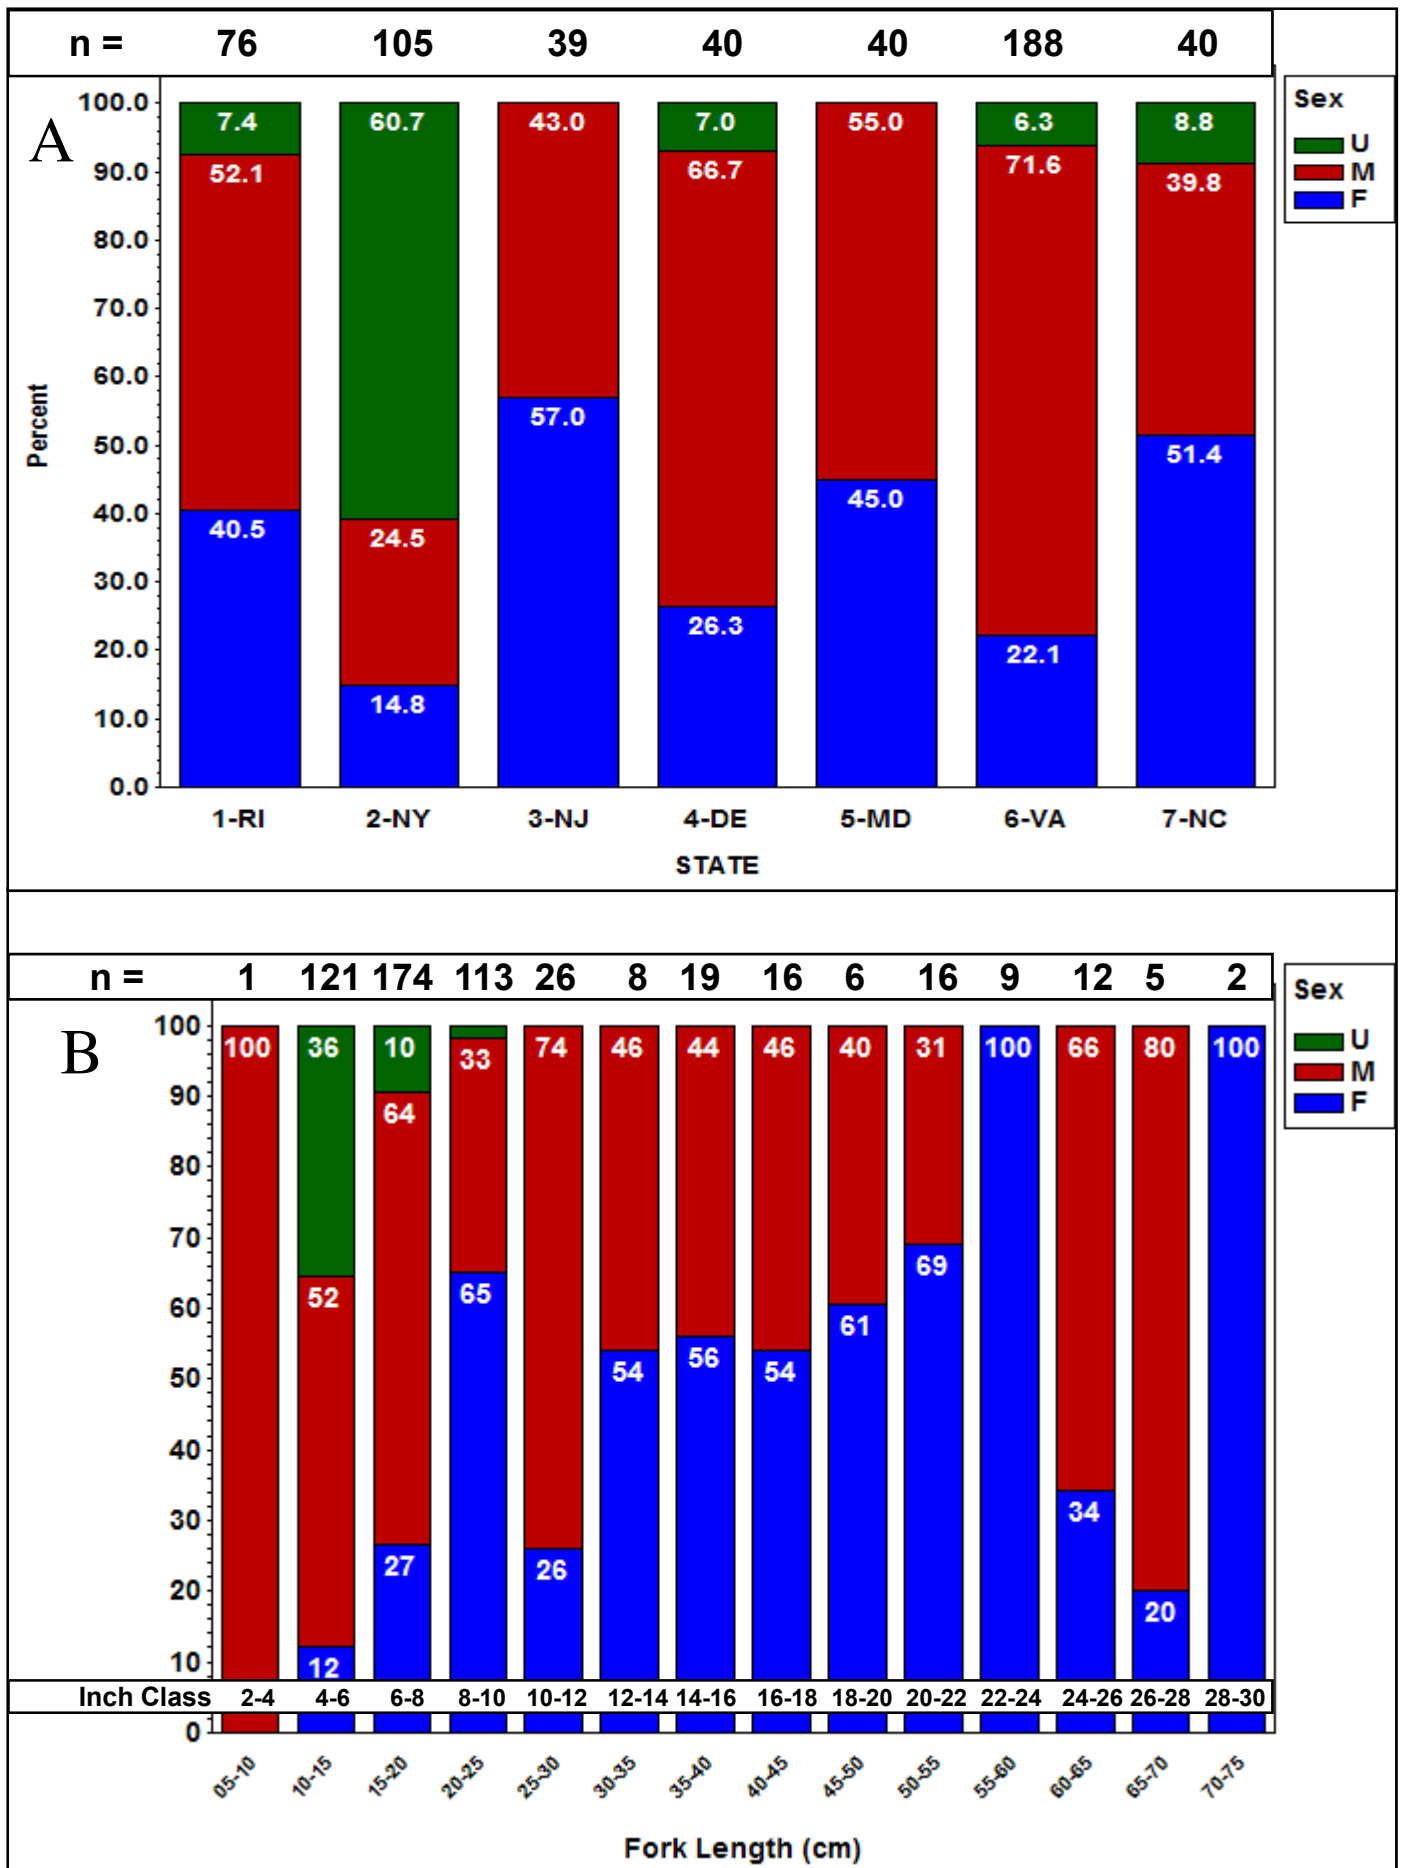 n = 76 105 39 40 40 188 40
A
Sex
U
M
F
100.0
90.0
80.0
70.0
60.0
50.0
40.0
30.0
20.0
10.0
0.0
Percent
7.4 60.7 43.0 7.0 55.0 6.3 8.8
52.1 66.7 71.6 39.8
57.0
51.4
40.5 24.5 45.0
26.3
22.1
14.8
1-RI 2-NY 3-NJ 4-DE 5-MD 6-VA 7-NC
STATE
n = 1 121 174 113 26 8 19 16 6 16 9 12 5 2
B
Sex
U
M
F
100
90
80
70
60
50
40
30
20
10
0
100 36 10 33 74 46 44 46 40 31 100 66 80 100
64
52 65 69
61
54 56 54
27 26 34
20
12
Inch Class 2-4 4-6 6-8 8-10 10-12 12-14 14-16 16-18 18-20 20-22 22-24 24-26 26-28 28-30
05-10 10-15 15-20 20-25 25-30 30-35 35-40 40-45 45-50 50-55 55-60 60-65 65-70 70-75
Fork Length (cm)